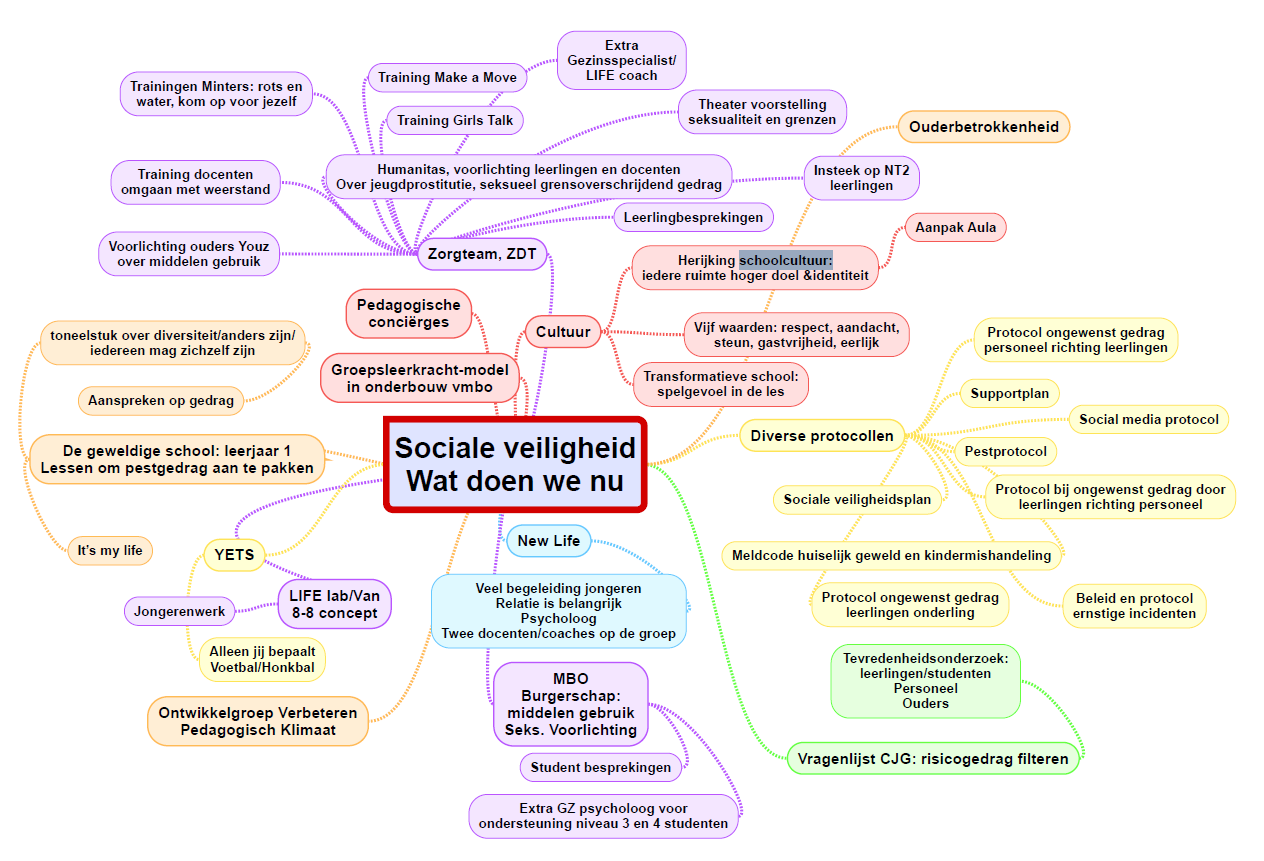 Extra
Gezinsspecialist/
LIFE coach
Training Make a Move
Trainingen Minters: rots en
water, kom op voor jezelf
Training Girls Talk
Theater voorstelling
seksualiteit en grenzen
Ouderbetrokkenheid
Training docenten
omgaan met weerstand
Humanitas, voorlichting leerlingen en docenten
Over jeugdprostitutie, seksueel grensoverschrijdend gedrag
Insteek op NT2
leerlingen
Leerlingbesprekingen
Aanpak Aula
Voorlichting ouders Youz
over middelen gebruik
Zorgteam, ZDT
Herijking schoolcultuur:
iedere ruimte hoger doel &identiteit
Pedagogische
conciërges
Cultuur
Vijf waarden: respect, aandacht,
steun, gastvrijheid, eerlijk
toneelstuk over diversiteit/anders zijn/
iedereen mag zichzelf zijn
Groepsleerkracht-model
in onderbouw vmbo
Transformatieve school:
spelgevoel in de les
Protocol ongewenst gedrag
personeel richting leerlingen
Aanspreken op gedrag
Supportplan
Social media protocol
Sociale veiligheid
Wat doen we nu
Diverse protocollen
De geweldige school: leerjaar 1
Lessen om pestgedrag aan te pakken
Pestprotocol
Sociale veiligheidsplan
Protocol bij ongewenst gedrag door
leerlingen richting personeel
It's my life
YETS
New Life
Meldcode huiselijk geweld en kindermishandeling
LIFE lab/Van
8-8 concept
Jongerenwerk
Veel begeleiding jongeren
Relatie is belangrijk
Psycholoog
Twee docenten/coaches op de groep
Protocol ongewenst gedrag
leerlingen onderling
Beleid en protocol
ernstige incidenten
Alleen jij bepaalt
Voetbal/Honkbal
Tevredenheidsonderzoek:
leerlingen/studenten
Personeel
Ouders
MBO
Burgerschap:
middelen gebruik
Seks. Voorlichting
Ontwikkelgroep Verbeteren
Pedagogisch Klimaat
Vragenlijst CJG: risicogedrag filteren
Student besprekingen
Extra GZ psycholoog voor
ondersteuning niveau 3 en 4 studenten